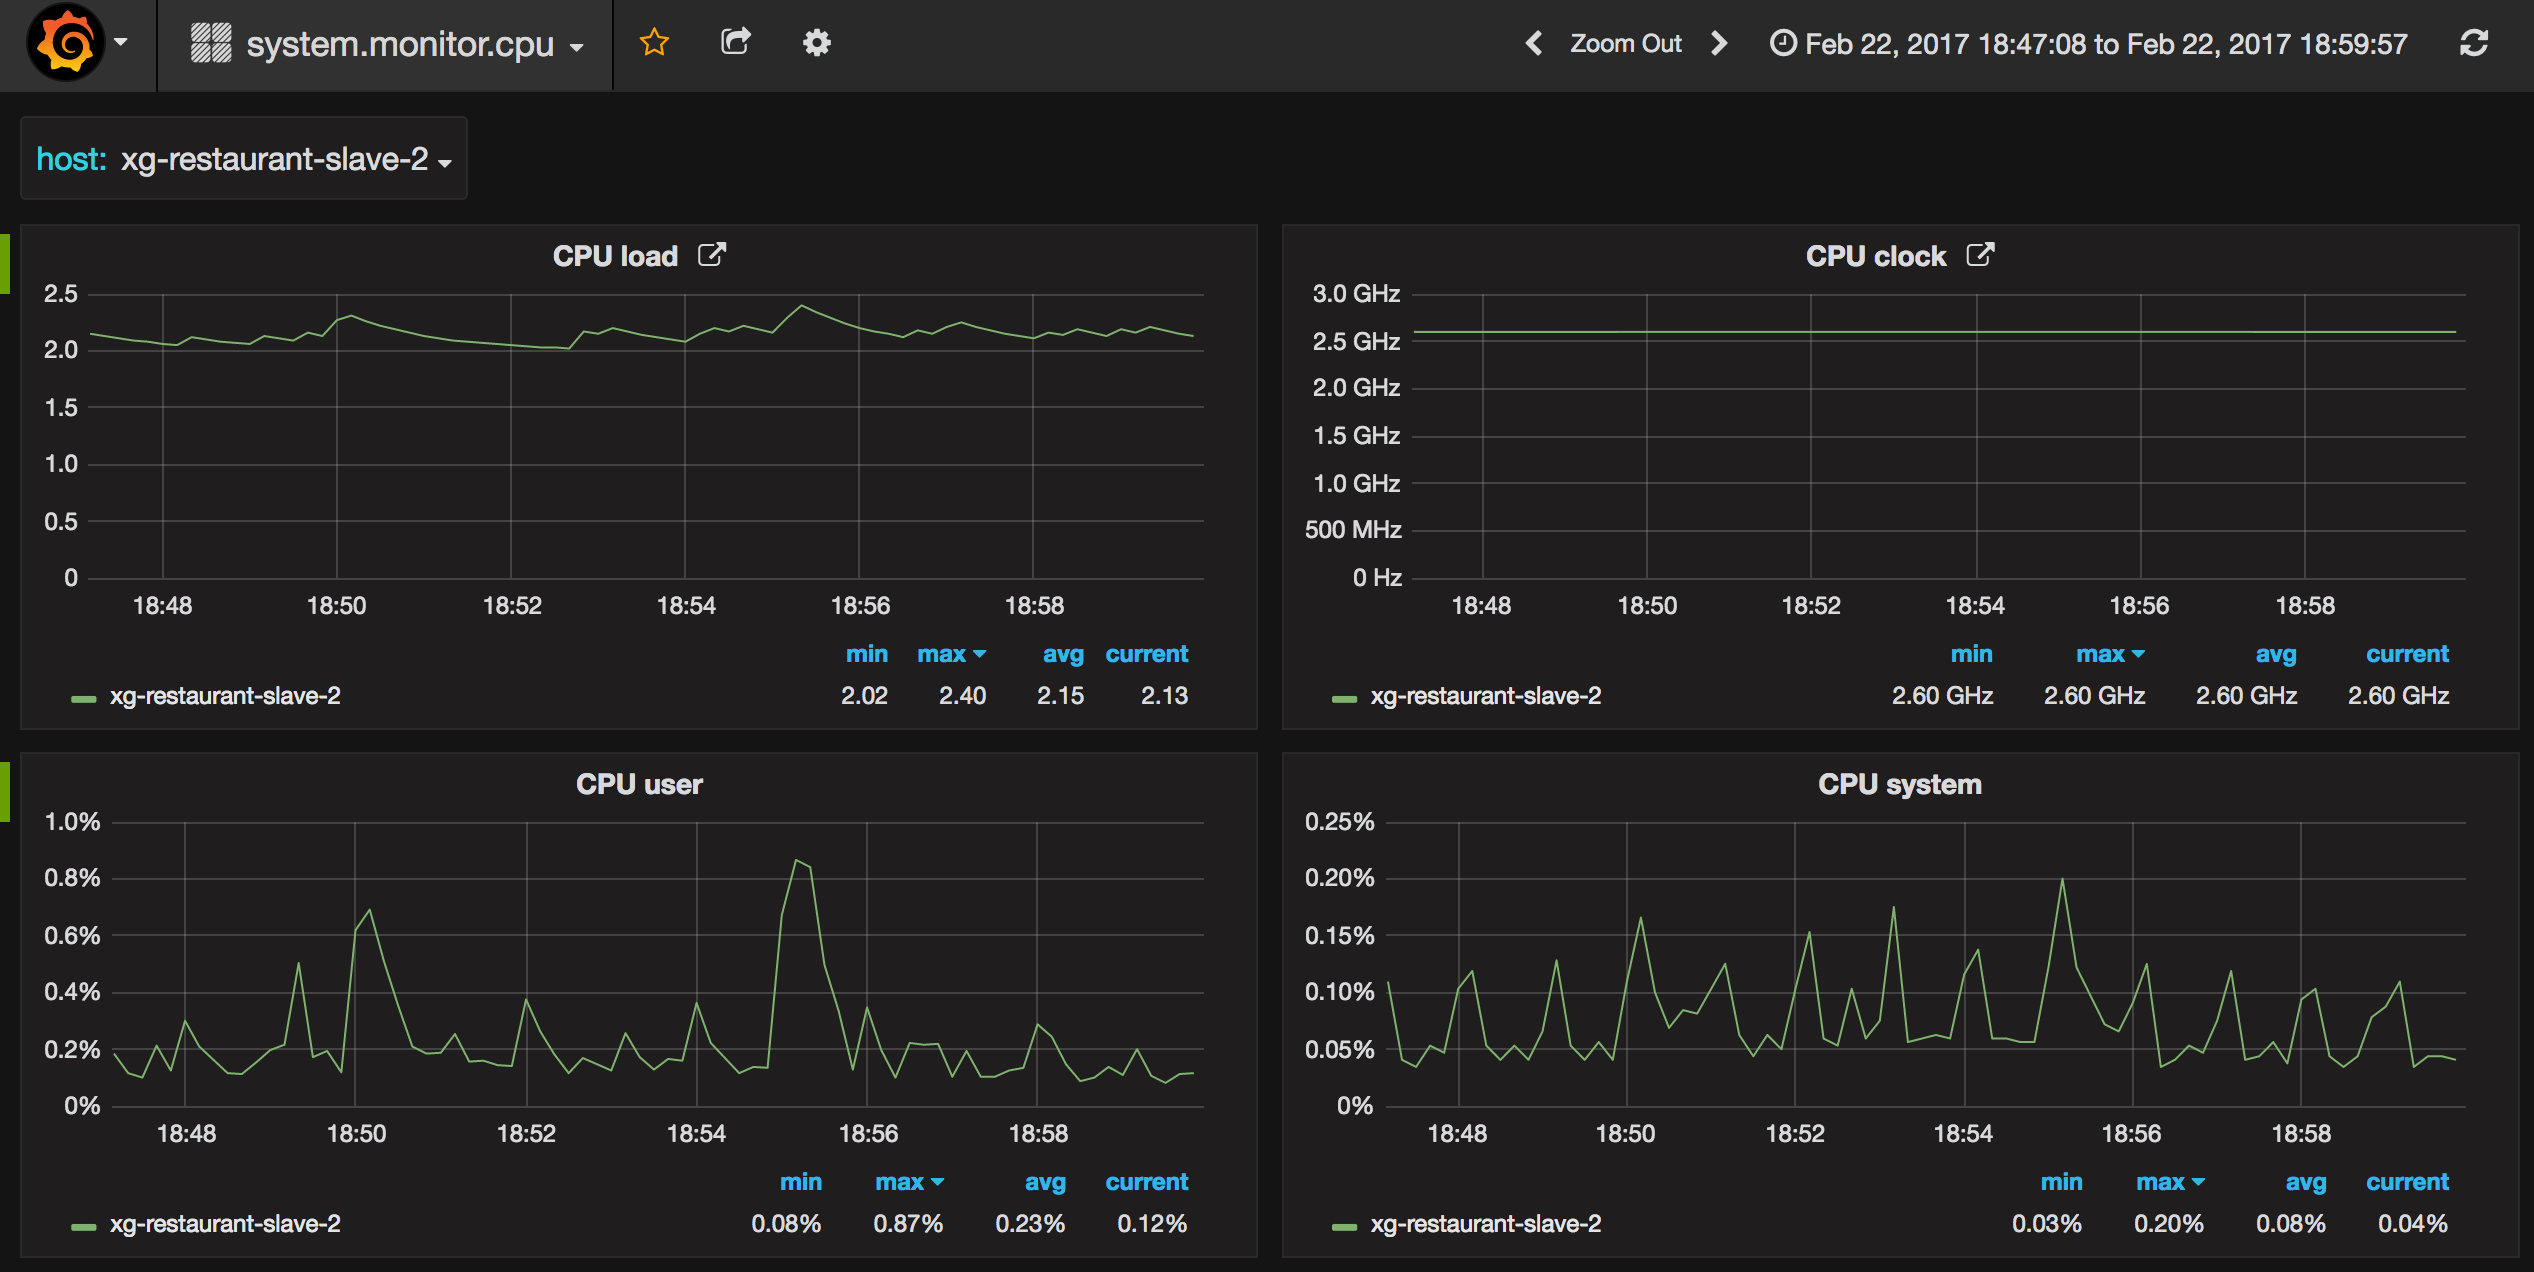 system.monitor.cpu
Zoom Out
Feb 22, 2017 18:47:08 to Feb 22, 2017 18:59:57
host: xg-restaurant-slave-2
CPU load
2.5
2.0
1.5
1.0
0.5
0
18:48 18:50 18:52 18:54 18:56 18:58
min max avg current
xg-restaurant-slave-2 2.02 2.40 2.15 2.13
CPU clock
3.0 GHz
2.5 GHz
2.0 GHz
1.5 GHz
1.0 GHz
500 MHz
0 Hz
18:48 18:50 18:52 18:54 18:56 18:58
min max avg current
xg-restaurant-slave-2 2.60 GHz 2.60 GHz 2.60 GHz 2.60 GHz
CPU user
1.0%
0.8%
0.6%
0.4%
0.2%
0%
18:48 18:50 18:52 18:54 18:56 18:58
min max avg current
xg-restaurant-slave-2 0.08% 0.87% 0.23% 0.12%
CPU system
0.25%
0.20%
0.15%
0.10%
0.05%
0%
18:48 18:50 18:52 18:54 18:56 18:58
min max avg current
xg-restaurant-slave-2 0.03% 0.20% 0.08% 0.04%